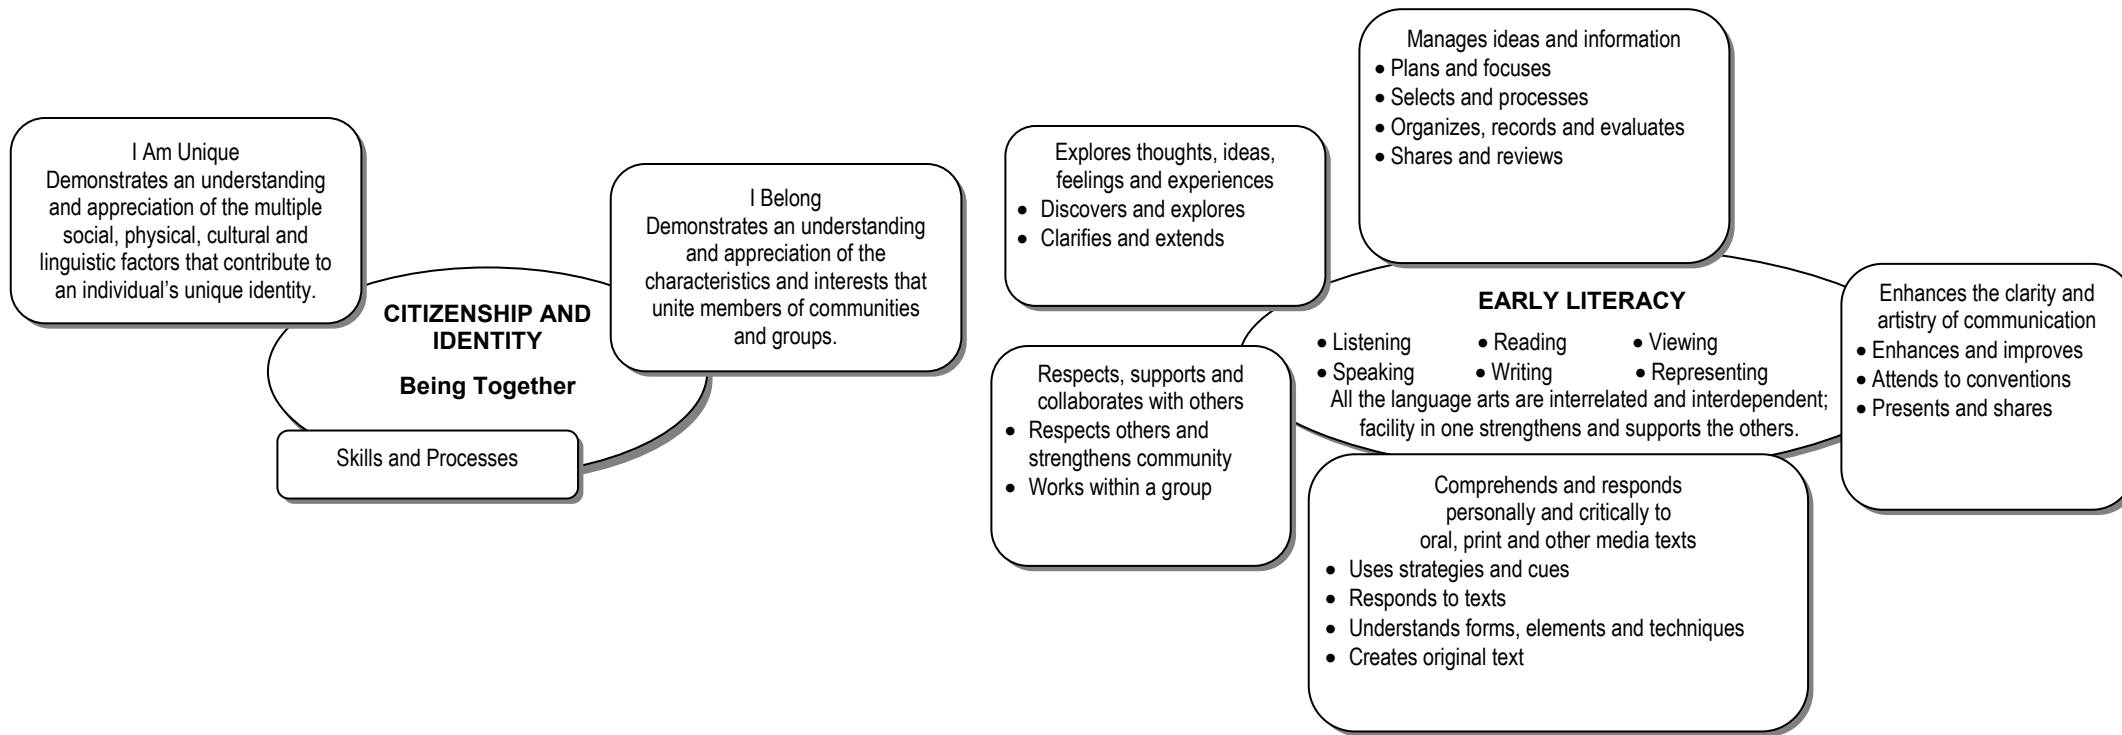 I Am Unique
Demonstrates an understanding
and appreciation of the multiple
social, physical, cultural and
linguistic factors that contribute to
an individual's unique identity.
I Belong
Demonstrates an understanding
and appreciation of the
characteristics and interests that
unite members of communities
and groups.
CITIZENSHIP AND
IDENTITY
Being Together
Skills and Processes
Manages ideas and information
• Plans and focuses
• Selects and processes
• Organizes, records and evaluates
• Shares and reviews
Explores thoughts, ideas,
feelings and experiences
• Discovers and explores
• Clarifies and extends
EARLY LITERACY
• Listening • Reading • Viewing
• Speaking • Writing • Representing
All the language arts are interrelated and interdependent;
facility in one strengthens and supports the others.
Enhances the clarity and
artistry of communication
• Enhances and improves
• Attends to conventions
• Presents and shares
Respects, supports and
collaborates with others
• Respects others and
strengthens community
• Works within a group
Comprehends and responds
personally and critically to
oral, print and other media texts
• Uses strategies and cues
• Responds to texts
• Understands forms, elements and techniques
• Creates original text